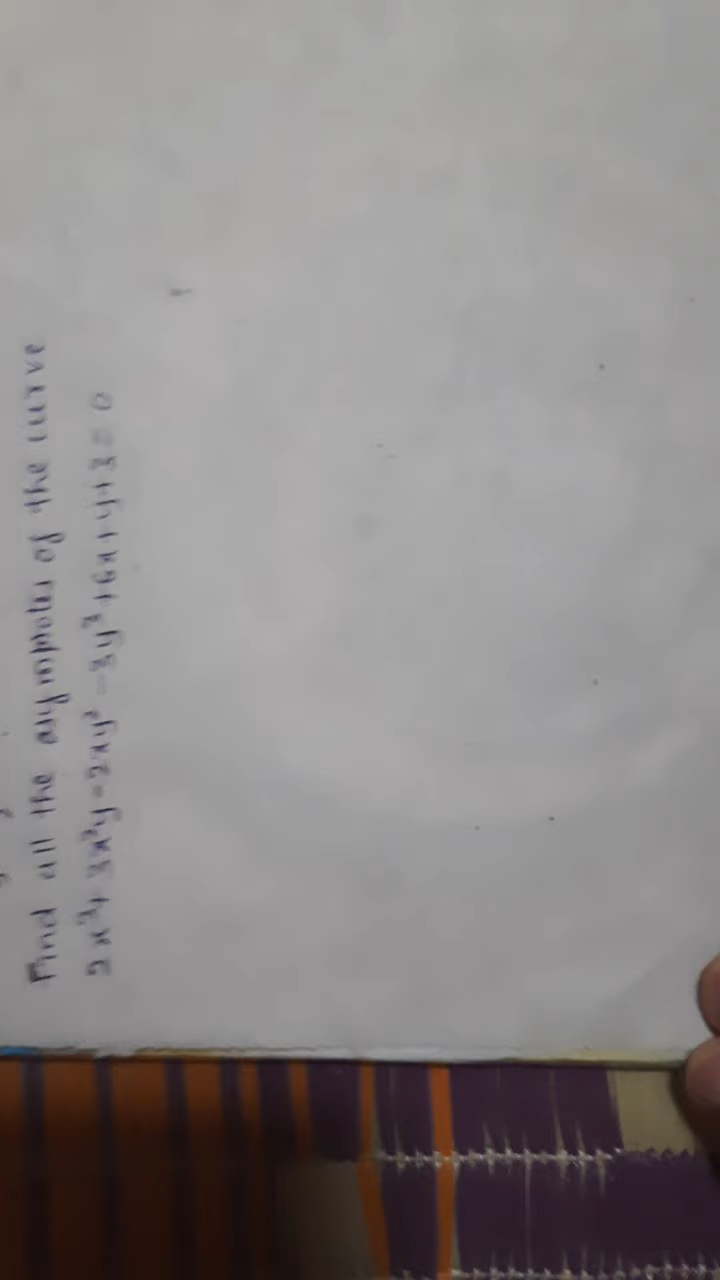 Find all the asymptotes of the curve
2x³+3x²y-2xy²-3y³+6x+y+3=0